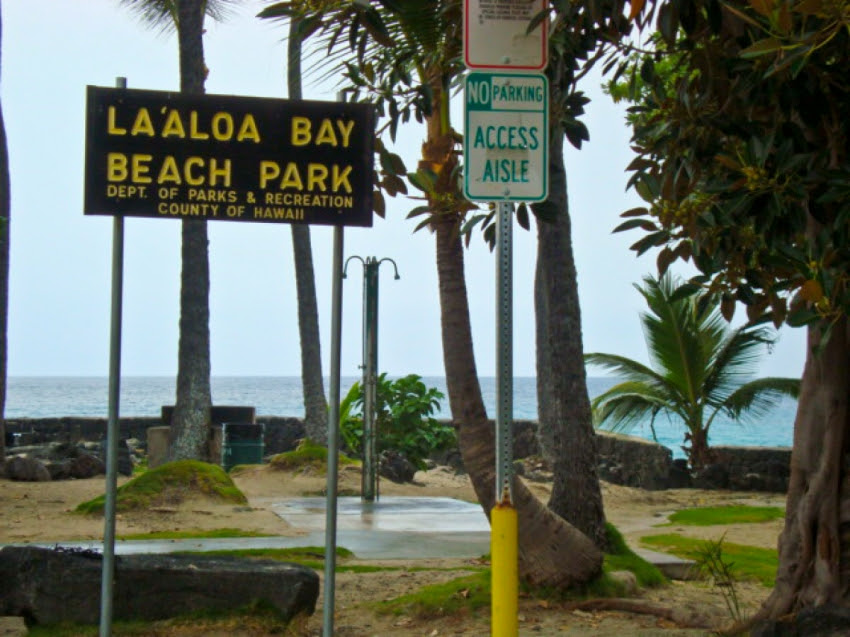 LA'ALOA BAY
BEACH PARK
DEPT. OF PARKS & RECREATION
COUNTY OF HAWAII
NO PARKING
ACCESS
AISLE